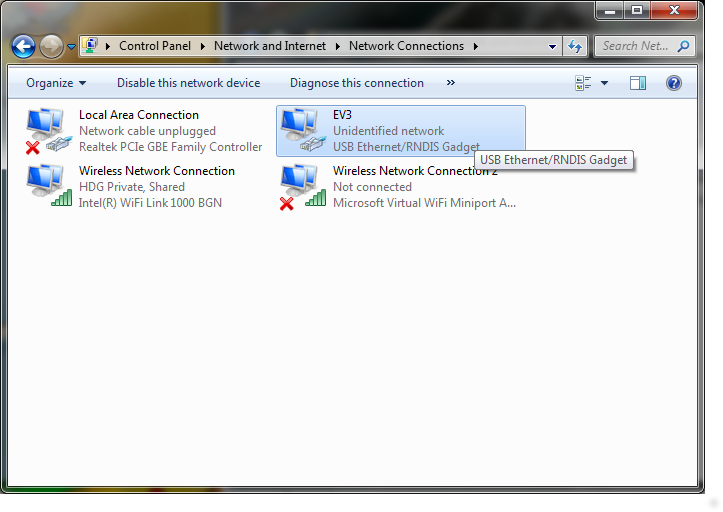 Control Panel Network and Internet Network Connections Search Net...
Organize Disable this network device Diagnose this connection »
Local Area Connection
Network cable unplugged
Realtek PCIe GBE Family Controller
EV3
Unidentified network
USB Ethernet/RNDIS Gadget
USB Ethernet/RNDIS Gadget
Wireless Network Connection
HDG Private, Shared
Intel(R) WiFi Link 1000 BGN
Wireless Network Connection 2
Not connected
Microsoft Virtual WiFi Miniport A...